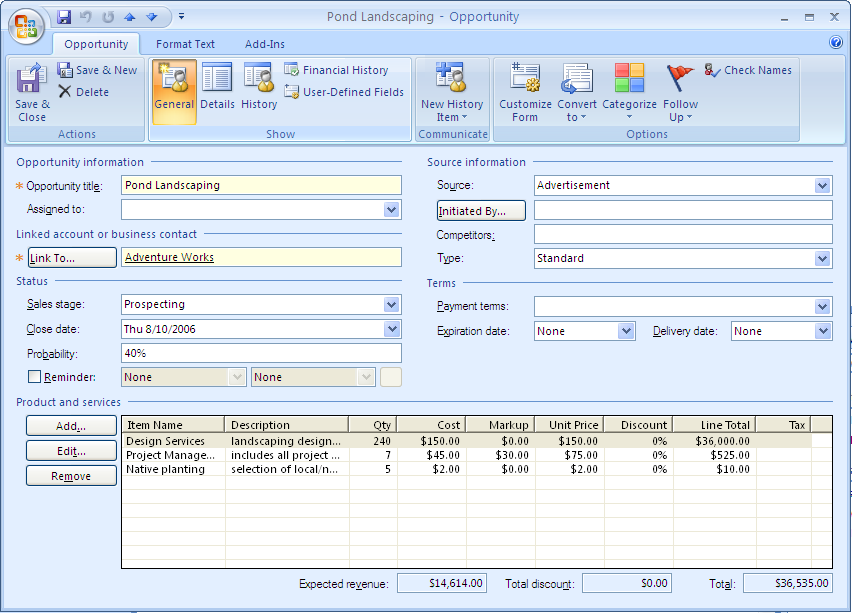 Pond Landscaping - Opportunity
Opportunity Format Text Add-Ins
Save & Close
Save & New
Delete
Actions
General Details History
Financial History
User-Defined Fields
Show
New History Item
Communicate
Customize Form
Convert to
Categorize
Follow Up
Check Names
Options
Opportunity information
* Opportunity title: Pond Landscaping
Assigned to:
Linked account or business contact
* Link To... Adventure Works
Status
Sales stage: Prospecting
Close date: Thu 8/10/2006
Probability: 40%
Reminder: None None
Source information
Source: Advertisement
Initiated By...
Competitors:
Type: Standard
Terms
Payment terms:
Expiration date: None Delivery date: None
Product and services
Add...
Edit...
Remove
Item Name Description Qty Cost Markup Unit Price Discount Line Total Tax
Design Services landscaping design... 240 $150.00 $0.00 $150.00 0% $36,000.00
Project Manage... includes all project ... 7 $45.00 $30.00 $75.00 0% $525.00
Native planting selection of local/n... 5 $2.00 $0.00 $2.00 0% $10.00
Expected revenue: $14,614.00 Total discount: $0.00 Total: $36,535.00